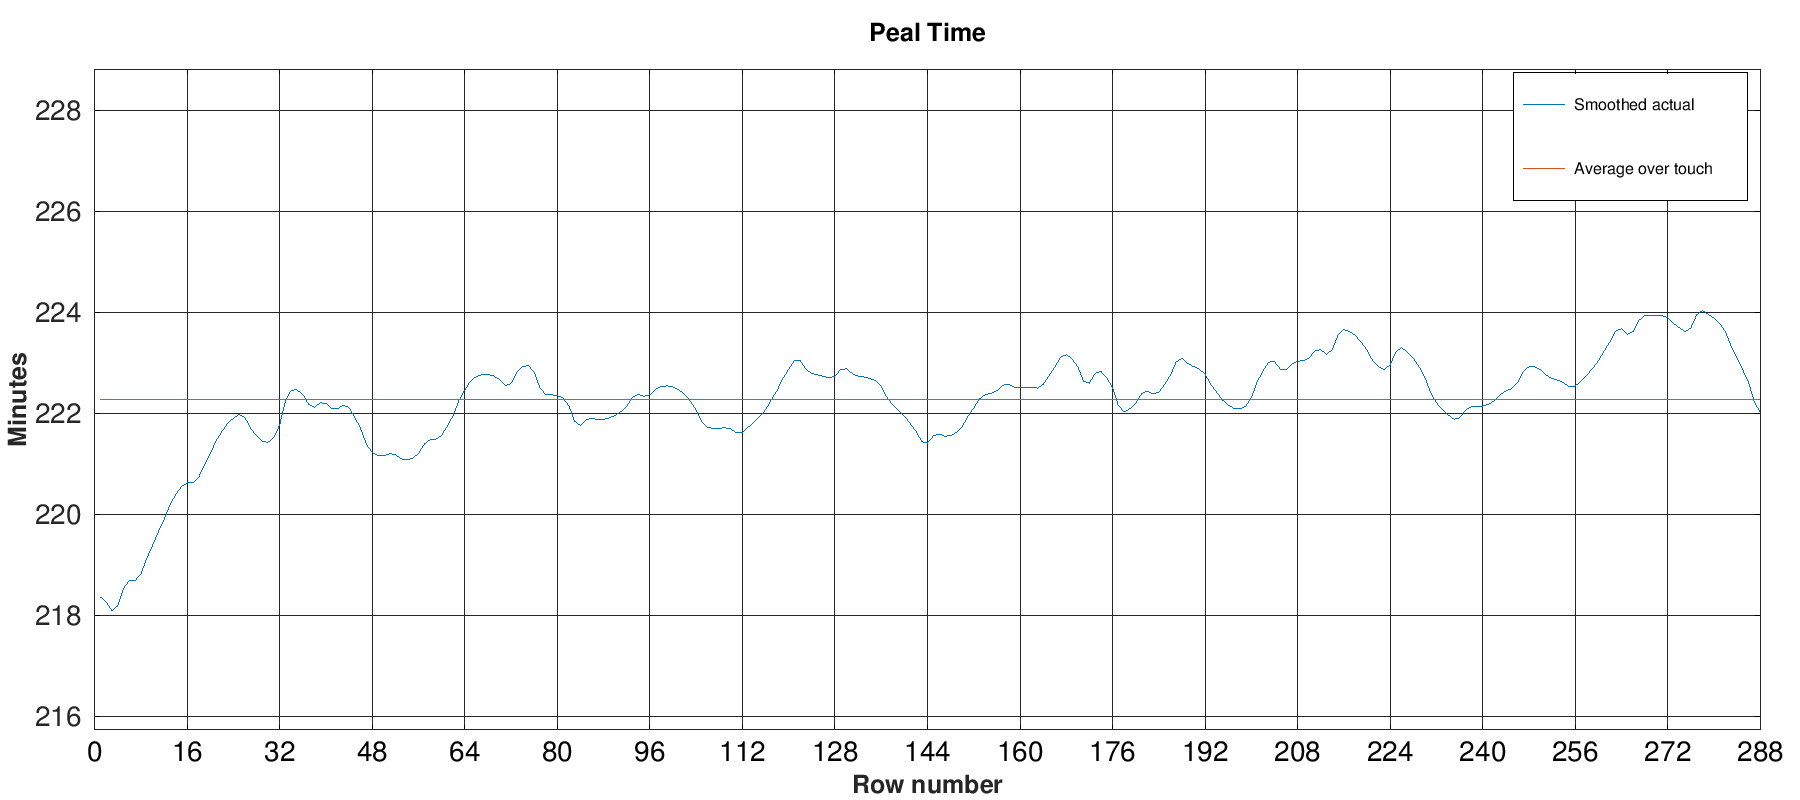 Peal Time
Smoothed actual
Average over touch
Minutes
228
226
224
222
220
218
216
0 16 32 48 64 80 96 112 128 144 160 176 192 208 224 240 256 272 288
Row number